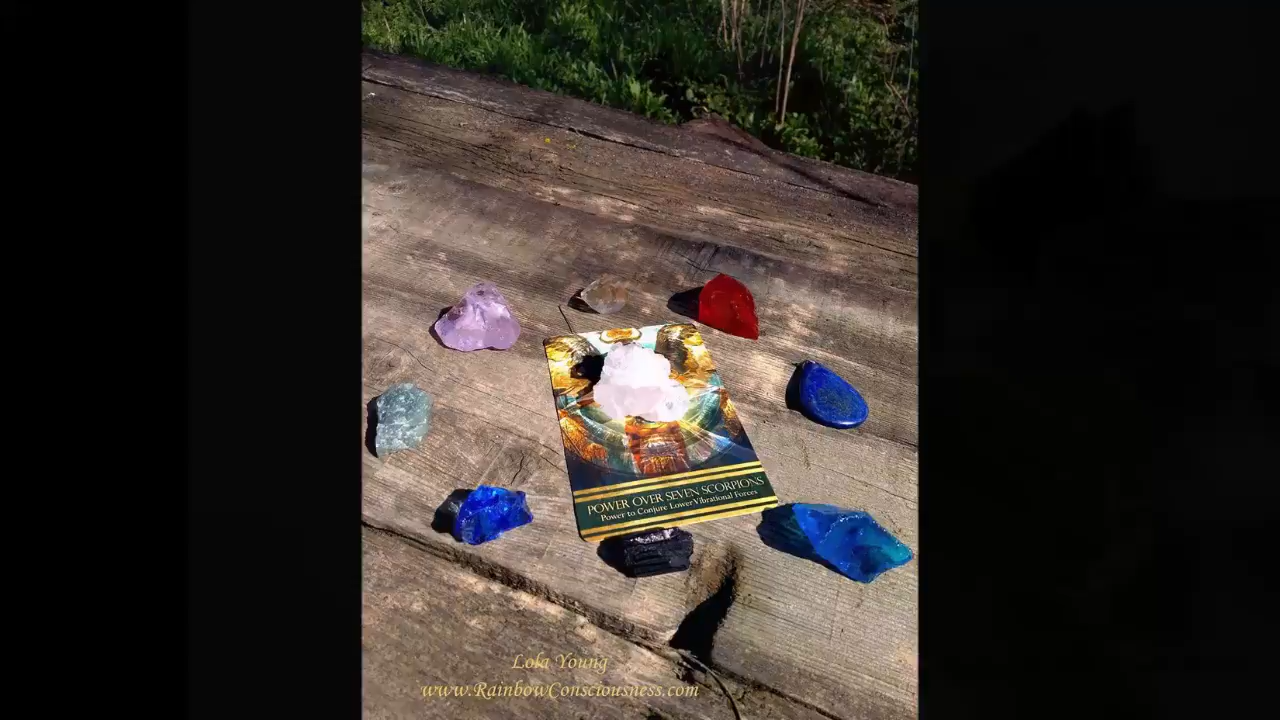 POWER OVER SEVEN SCORPIONS
Power to Conjure Lower Vibrational Forces
Lola Young
www.RainbowConsciousness.com